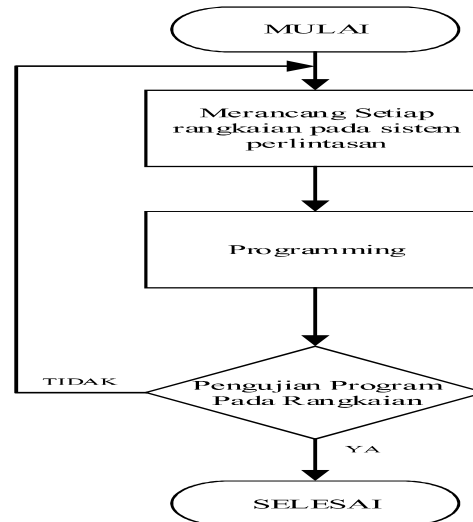 MULAI
Merancang Setiap
rangkaian pada sistem
perlintasan
Programming
TIDAK
Pengujian Program
Pada Rangkaian
YA
SELESAI